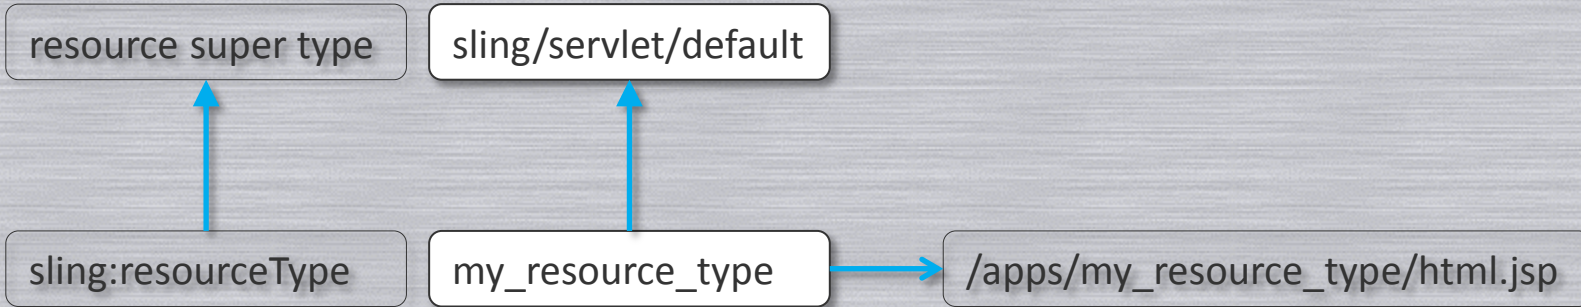 resource super type
sling/servlet/default
sling:resourceType
my_resource_type
/apps/my_resource_type/html.jsp